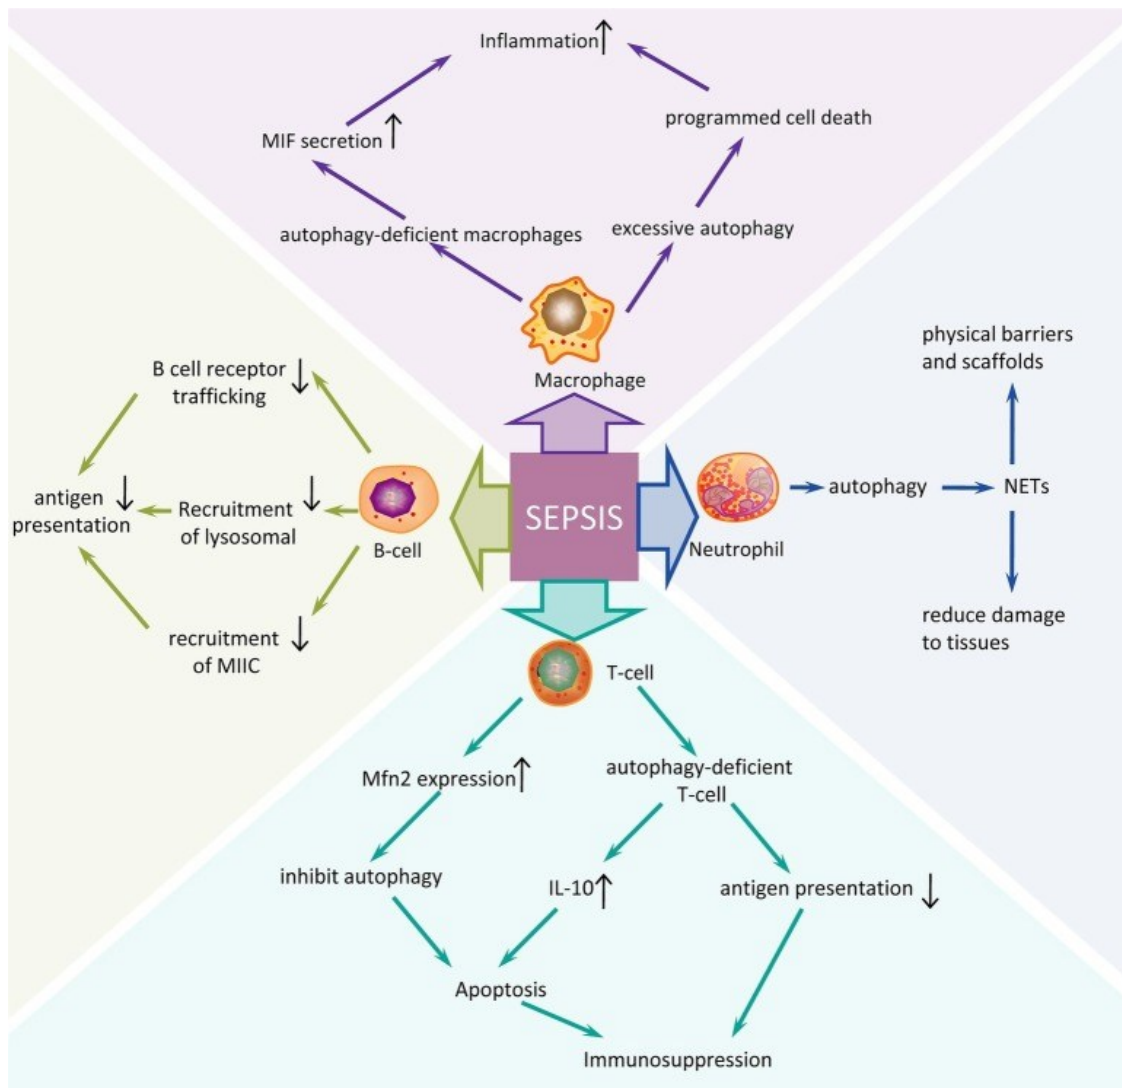 Inflammation↑
programmed cell death
MIF secretion ↑
autophagy-deficient macrophages
excessive autophagy
Macrophage
B cell receptor ↓
trafficking
antigen ↓
presentation
Recruitment ↓
of lysosomal
B-cell
recruitment ↓
of MIIC
SEPSIS
Neutrophil
autophagy
NETs
physical barriers
and scaffolds
reduce damage
to tissues
T-cell
Mfn2 expression↑
autophagy-deficient
T-cell
inhibit autophagy
IL-10↑
antigen presentation ↓
Apoptosis
Immunosuppression